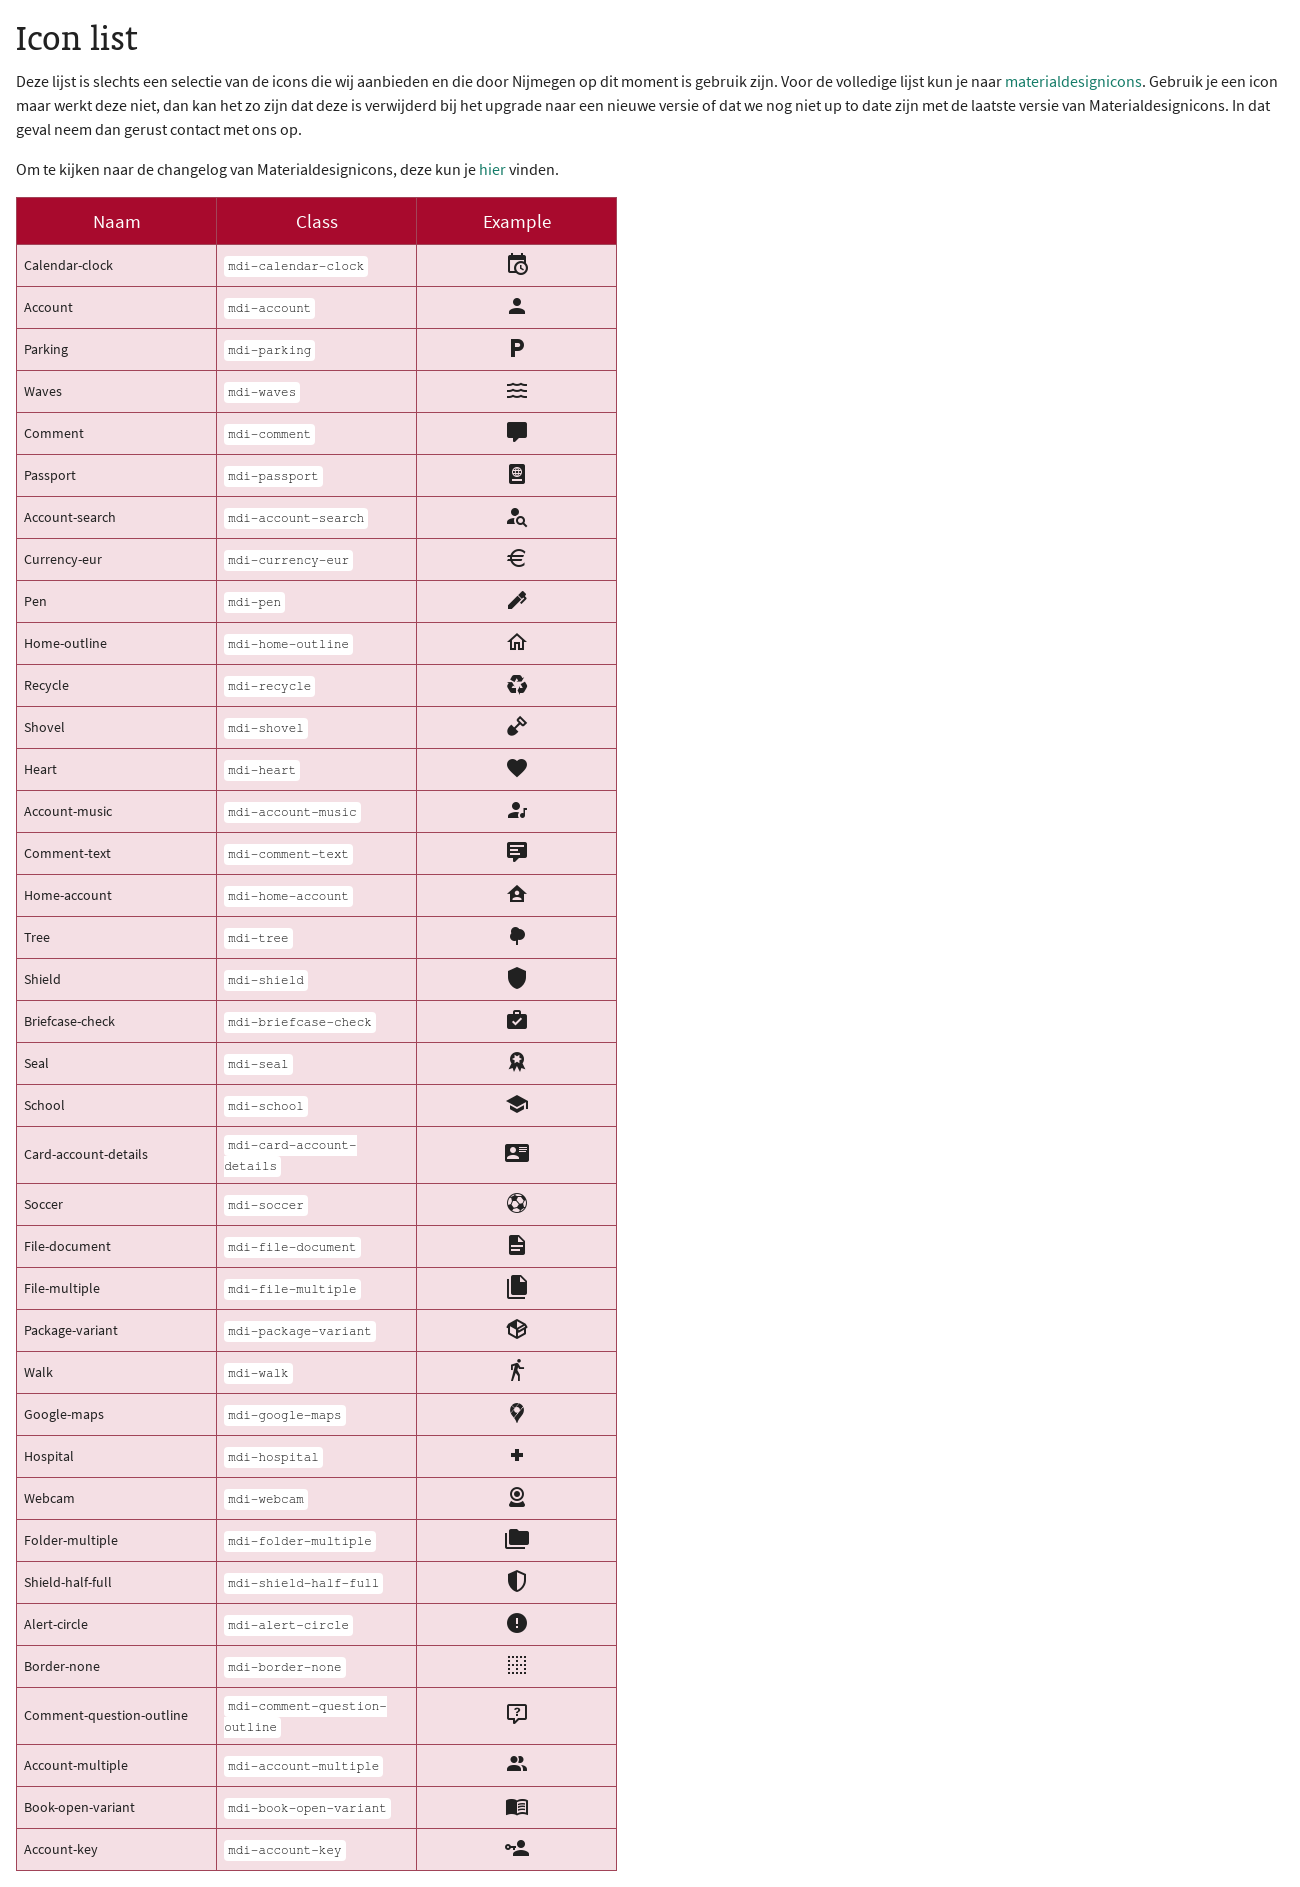 Icon list
Deze lijst is slechts een selectie van de icons die wij aanbieden en die door Nijmegen op dit moment is gebruik zijn. Voor de volledige lijst kun je naar materialdesignicons. Gebruik je een icon
maar werkt deze niet, dan kan het zo zijn dat deze is verwijderd bij het upgrade naar een nieuwe versie of dat we nog niet up to date zijn met de laatste versie van Materialdesignicons. In dat
geval neem dan gerust contact met ons op.
Om te kijken naar de changelog van Materialdesignicons, deze kun je hier vinden.
Naam Class Example
Calendar-clock mdi-calendar-clock
Account mdi-account
Parking mdi-parking
Waves mdi-waves
Comment mdi-comment
Passport mdi-passport
Account-search mdi-account-search
Currency-eur mdi-currency-eur
Pen mdi-pen
Home-outline mdi-home-outline
Recycle mdi-recycle
Shovel mdi-shovel
Heart mdi-heart
Account-music mdi-account-music
Comment-text mdi-comment-text
Home-account mdi-home-account
Tree mdi-tree
Shield mdi-shield
Briefcase-check mdi-briefcase-check
Seal mdi-seal
School mdi-school
Card-account-details mdi-card-account-
details
Soccer mdi-soccer
File-document mdi-file-document
File-multiple mdi-file-multiple
Package-variant mdi-package-variant
Walk mdi-walk
Google-maps mdi-google-maps
Hospital mdi-hospital
Webcam mdi-webcam
Folder-multiple mdi-folder-multiple
Shield-half-full mdi-shield-half-full
Alert-circle mdi-alert-circle
Border-none mdi-border-none
Comment-question-outline mdi-comment-question-
outline
Account-multiple mdi-account-multiple
Book-open-variant mdi-book-open-variant
Account-key mdi-account-key